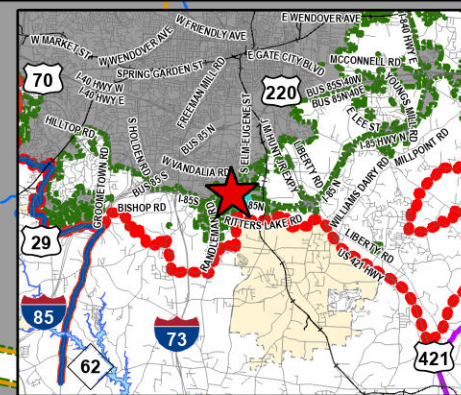 W FRIENDLY AVE
E WENDOVER AVE
I-840 HWY E
W MARKET ST
W WENDOVER AVE
E GATE CITY BLVD
MCCONNELL RD
70
SPRING GARDEN ST
I-40 HWY W
I-40 HWY E
FREEMAN MILL RD
220
BUS 85S/40W
BUS 85N/40E
YOUNGS MILL RD
E LEE ST
HILLTOP RD
S HOLDEN RD
BUS 85 N
S ELM-EUGENE ST
J M HUNT JR EXPY
LIBERTY RD
I-85 HWY N
MILLPOINT RD
W VANDALIA RD
GROOMETOWN RD
BUS 85 S
I-85S
85N
I-85 N
WILLIAMS DAIRY RD
BISHOP RD
RANDLEMAN RD
RITTERS LAKE RD
LIBERTY RD
29
US 421 HWY
85
73
62
421